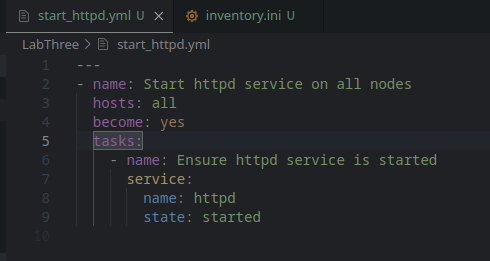 start_httpd.yml U × inventory.ini U
LabThree > start_httpd.yml
1 ---
2 - name: Start httpd service on all nodes
3 hosts: all
4 become: yes
5 tasks:
6 - name: Ensure httpd service is started
7 service:
8 name: httpd
9 state: started
10